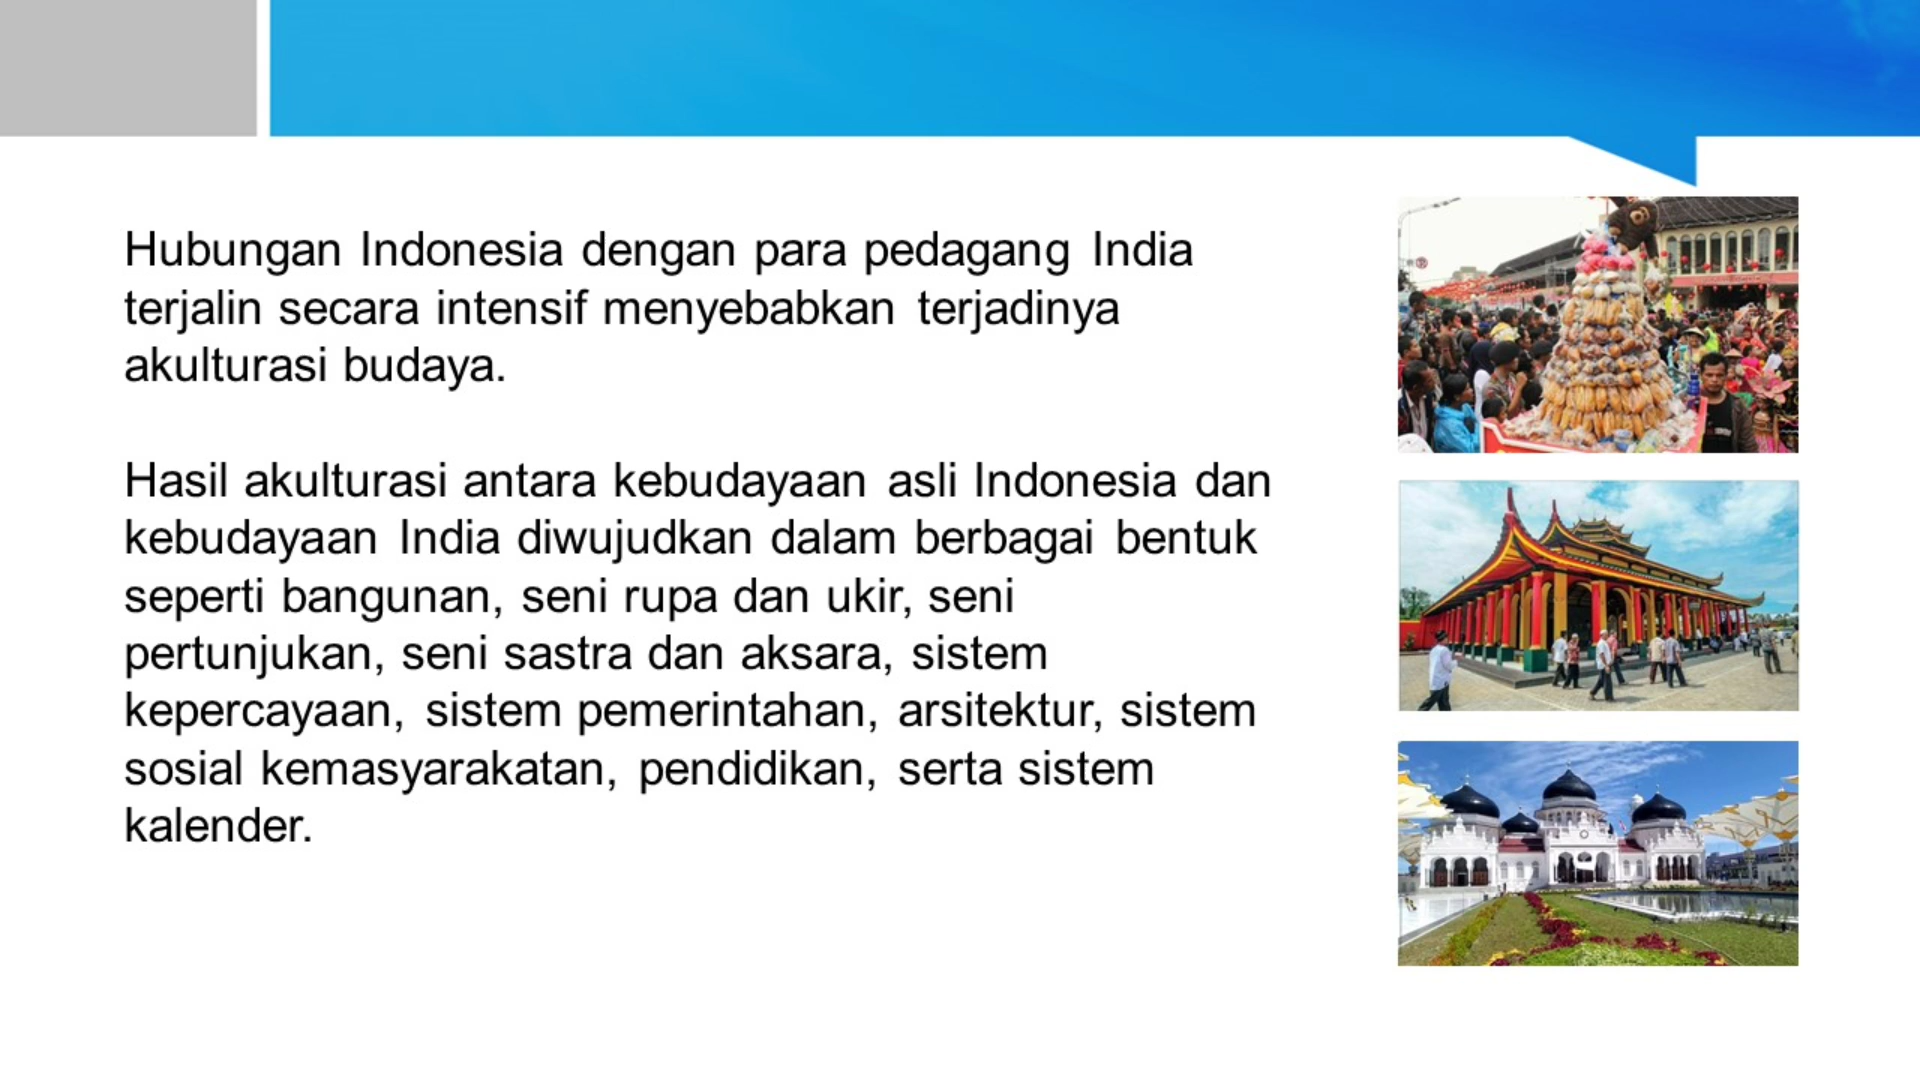 Hubungan Indonesia dengan para pedagang India
terjalin secara intensif menyebabkan terjadinya
akulturasi budaya.
Hasil akulturasi antara kebudayaan asli Indonesia dan
kebudayaan India diwujudkan dalam berbagai bentuk
seperti bangunan, seni rupa dan ukir, seni
pertunjukan, seni sastra dan aksara, sistem
kepercayaan, sistem pemerintahan, arsitektur, sistem
sosial kemasyarakatan, pendidikan, serta sistem
kalender.